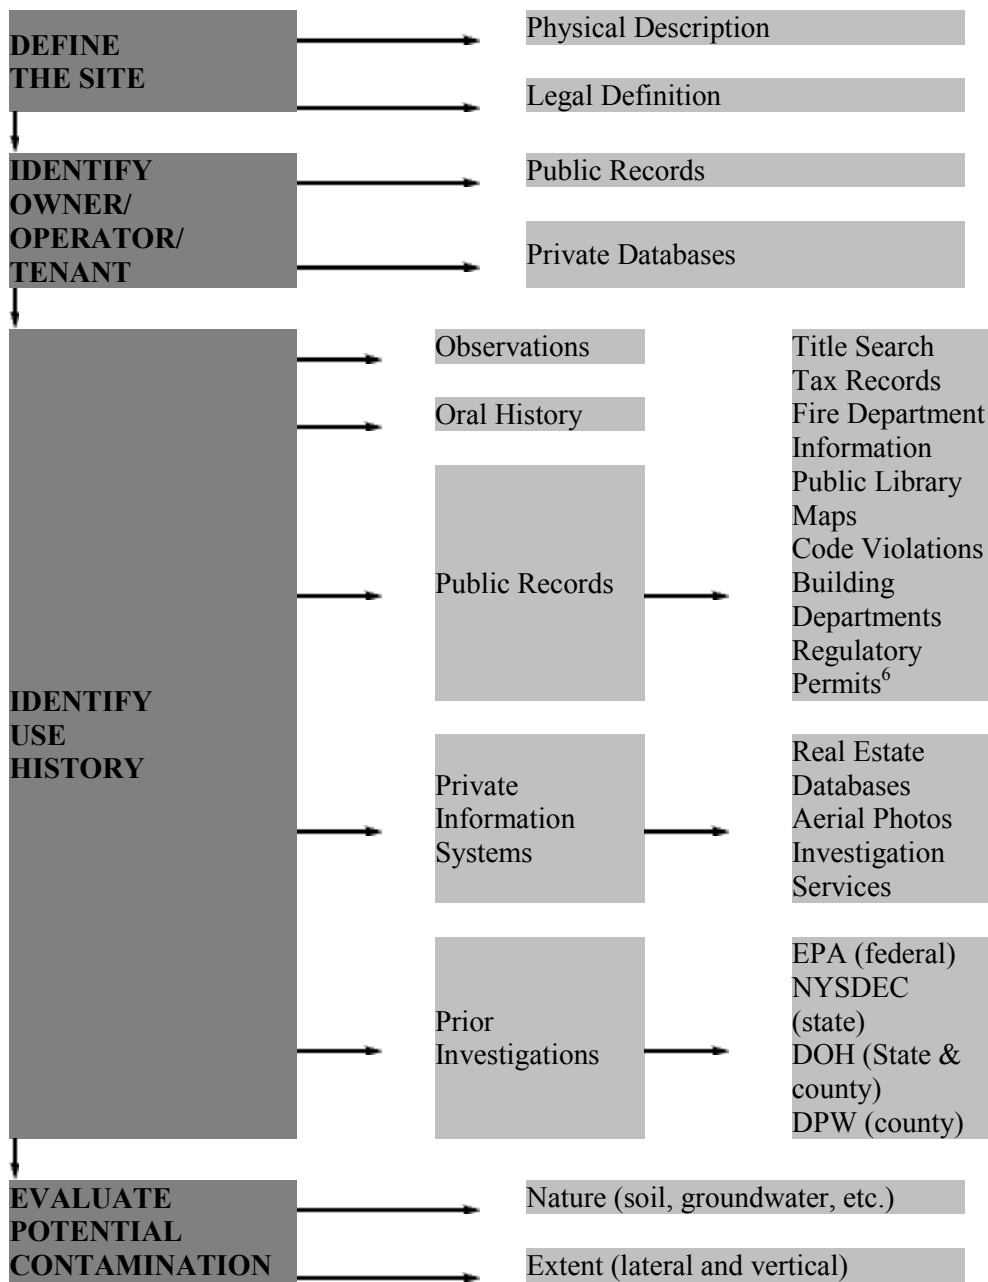 DEFINE
THE SITE
Physical Description
Legal Definition
IDENTIFY
OWNER/
OPERATOR/
TENANT
Public Records
Private Databases
IDENTIFY
USE
HISTORY
Observations
Oral History
Public Records
Title Search
Tax Records
Fire Department
Information
Public Library
Maps
Code Violations
Building
Departments
Regulatory
Permits⁶
Private
Information
Systems
Real Estate
Databases
Aerial Photos
Investigation
Services
Prior
Investigations
EPA (federal)
NYSDEC
(state)
DOH (State &
county)
DPW (county)
EVALUATE
POTENTIAL
CONTAMINATION
Nature (soil, groundwater, etc.)
Extent (lateral and vertical)